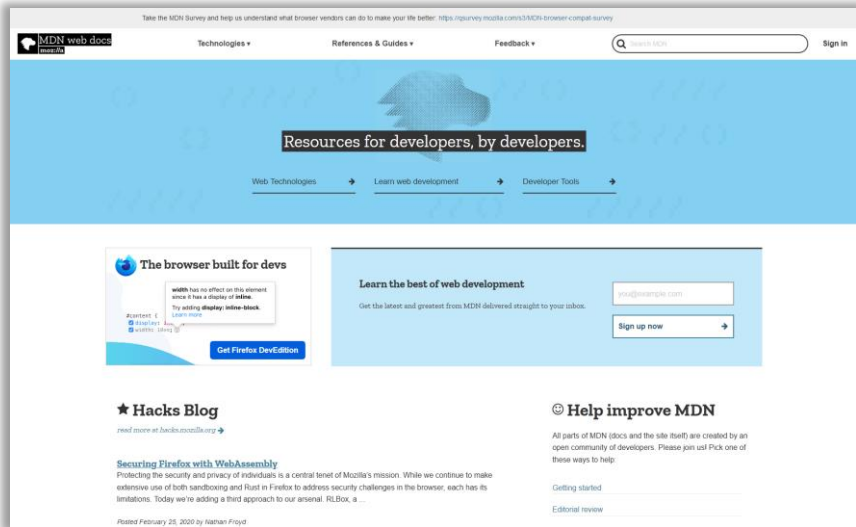 Take the MDN Survey and help us understand what browser vendors can do to make your life better: https://qsurvey.mozilla.com/s3/MDN-browser-compat-survey
MDN web docs
moz://a
Technologies ▾
References & Guides ▾
Feedback ▾
Search MDN
Sign in
Resources for developers, by developers.
Web Technologies →
Learn web development →
Developer Tools →
The browser built for devs
width has no effect on this element
since it has a display of inline.
Try adding display: inline-block.
Learn more
#content {
Get Firefox DevEdition
Learn the best of web development
Get the latest and greatest from MDN delivered straight to your inbox.
you@example.com
Sign up now →
Hacks Blog
read more at hacks.mozilla.org →
Securing Firefox with WebAssembly
Protecting the security and privacy of individuals is a central tenet of Mozilla's mission. While we continue to make
extensive use of both sandboxing and Rust in Firefox to address security challenges in the browser, each has its
limitations. Today we're adding a third approach to our arsenal. RLBox, a ...
Posted February 25, 2020 by Nathan Froyd
Help improve MDN
All parts of MDN (docs and the site itself) are created by an
open community of developers. Please join us! Pick one of
these ways to help:
Getting started
Editorial review